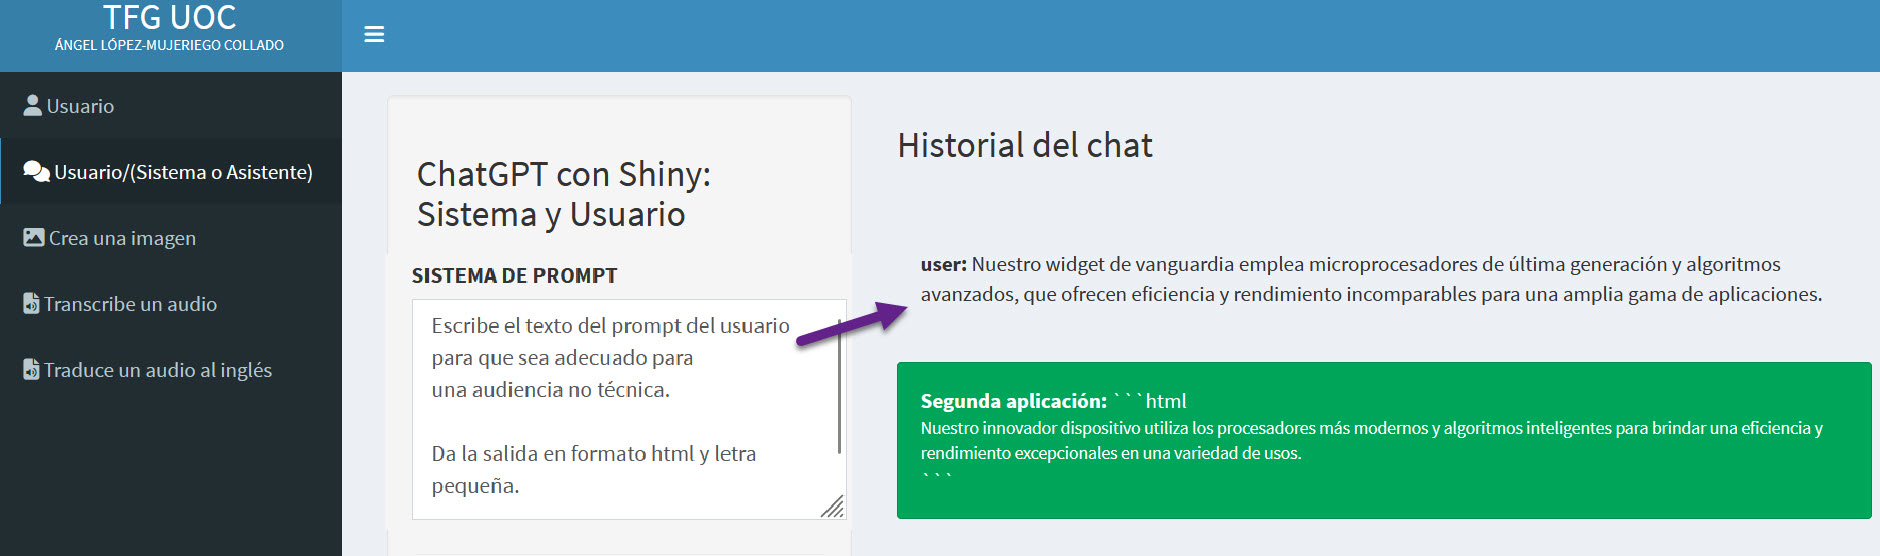 TFG UOC
ÁNGEL LÓPEZ-MUJERIEGO COLLADO
Usuario
Usuario/(Sistema o Asistente)
Crea una imagen
Transcribe un audio
Traduce un audio al inglés
ChatGPT con Shiny:
Sistema y Usuario
SISTEMA DE PROMPT
Escribe el texto del prompt del usuario
para que sea adecuado para
una audiencia no técnica.
Da la salida en formato html y letra
pequeña.
Historial del chat
user: Nuestro widget de vanguardia emplea microprocesadores de última generación y algoritmos
avanzados, que ofrecen eficiencia y rendimiento incomparables para una amplia gama de aplicaciones.
Segunda aplicación: ```html
Nuestro innovador dispositivo utiliza los procesadores más modernos y algoritmos inteligentes para brindar una eficiencia y
rendimiento excepcionales en una variedad de usos.
```